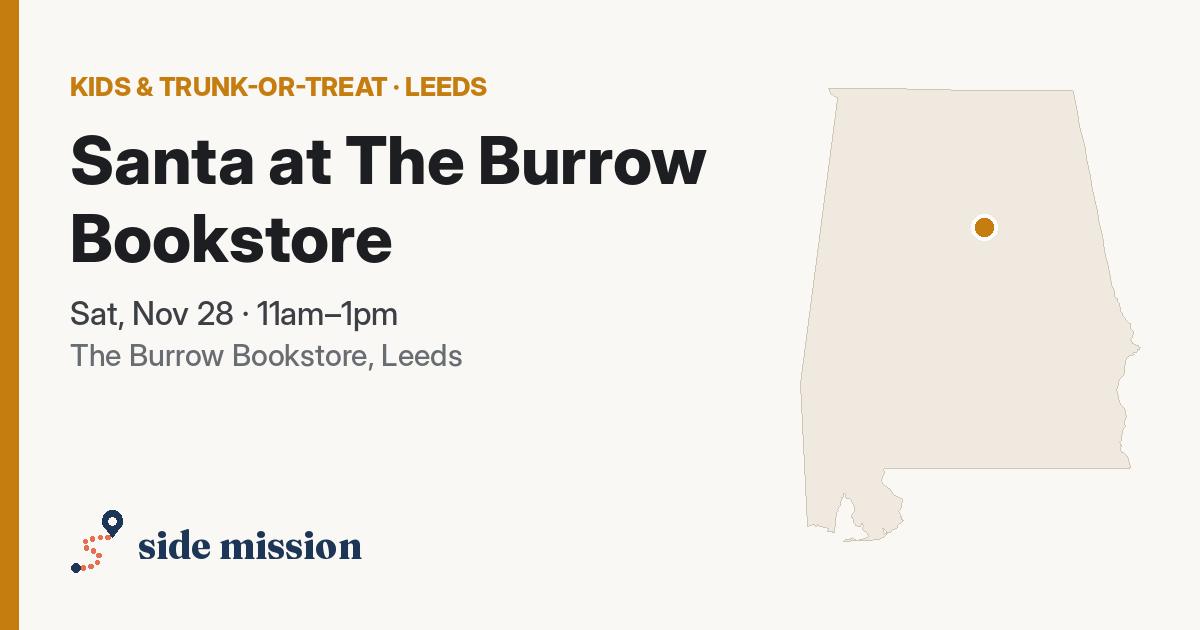 KIDS & TRUNK-OR-TREAT · LEEDS
Santa at The Burrow
Bookstore
Sat, Nov 28 · 11am–1pm
The Burrow Bookstore, Leeds
side mission